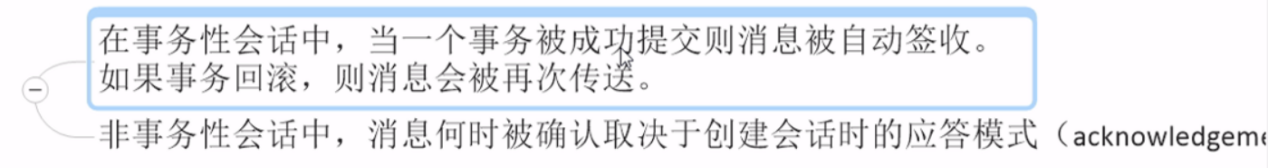 在事务性会话中，当一个事务被成功提交则消息被自动签收。
如果事务回滚，则消息会被再次传送。
非事务性会话中，消息何时被确认取决于创建会话时的应答模式（